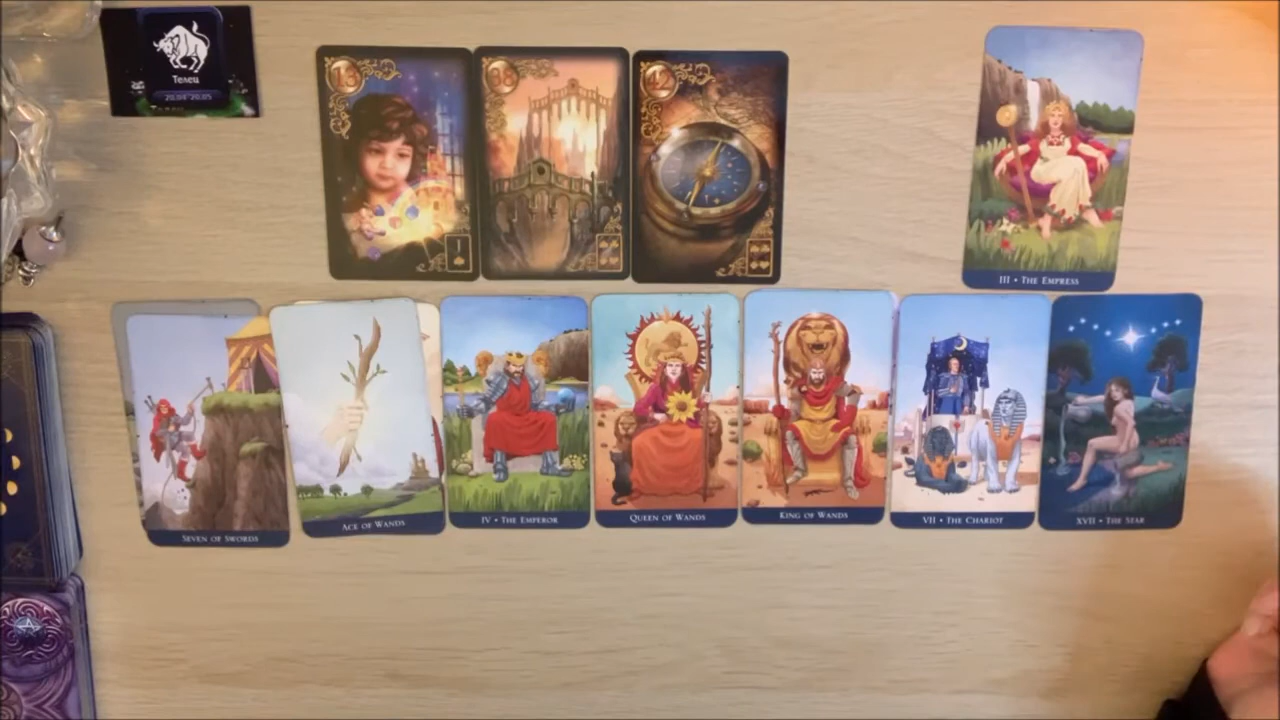 Телец
20.04-20.05
13
38
42
III • THE EMPRESS
SEVEN OF SWORDS
ACE OF WANDS
IV • THE EMPEROR
QUEEN OF WANDS
KING OF WANDS
VII • THE CHARIOT
XVII • THE STAR